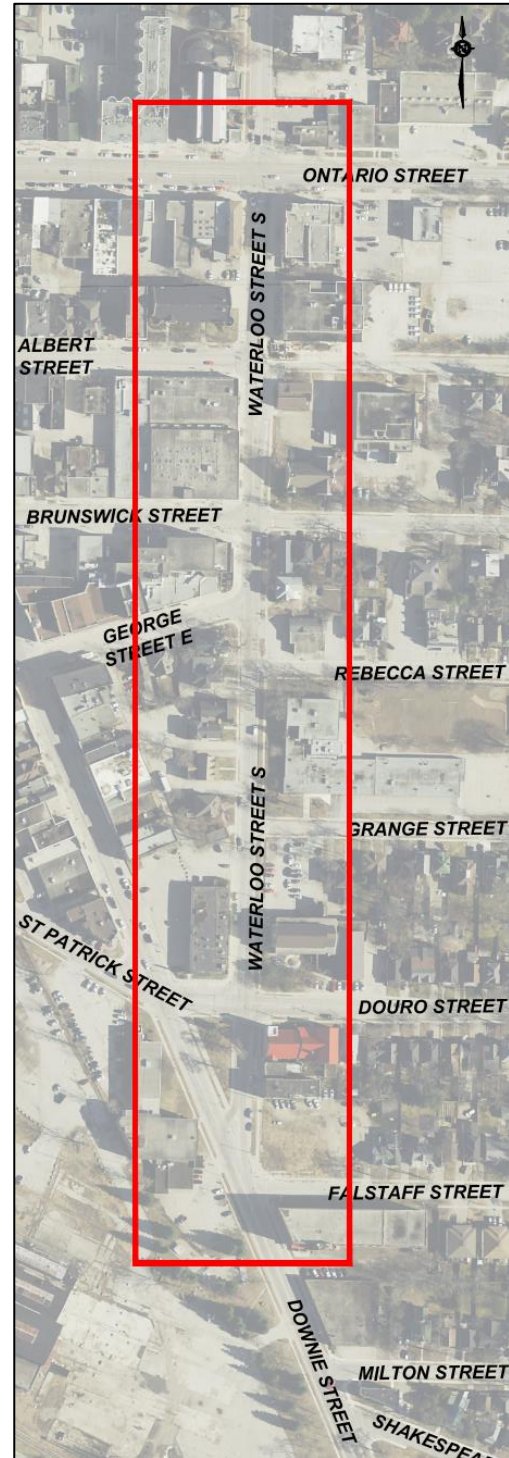 ONTARIO STREET
WATERLOO STREET S
ALBERT
STREET
BRUNSWICK STREET
GEORGE
STREET E
REBECCA STREET
WATERLOO STREET S
GRANGE STREET
ST PATRICK STREET
DOURO STREET
FALSTAFF STREET
DOWNIE STREET
MILTON STREET
SHAKESPEAR